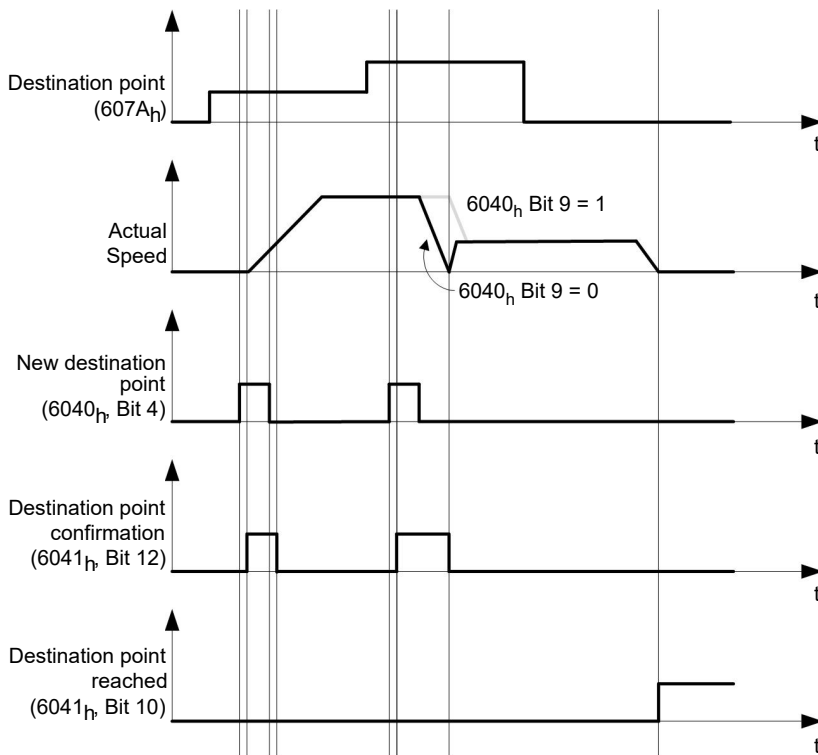 Destination point
(607Ah)
t
Actual
Speed
6040h Bit 9 = 1
6040h Bit 9 = 0
t
New destination
point
(6040h, Bit 4)
t
Destination point
confirmation
(6041h, Bit 12)
t
Destination point
reached
(6041h, Bit 10)
t